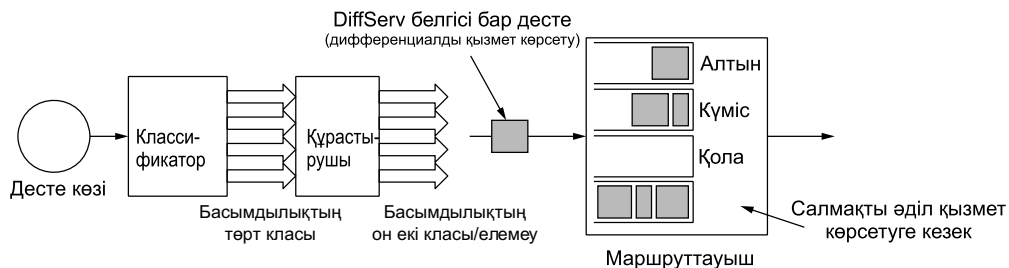 DiffServ белгісі бар десте
(дифференциалды қызмет көрсету)
Десте көзі
Класси-
фикатор
Басымдылықтың
төрт класы
Құрасты-
рушы
Басымдылықтың
он екі класы/елемеу
Алтын
Күміс
Қола
Салмақты әділ қызмет
көрсетуге кезек
Маршруттауыш